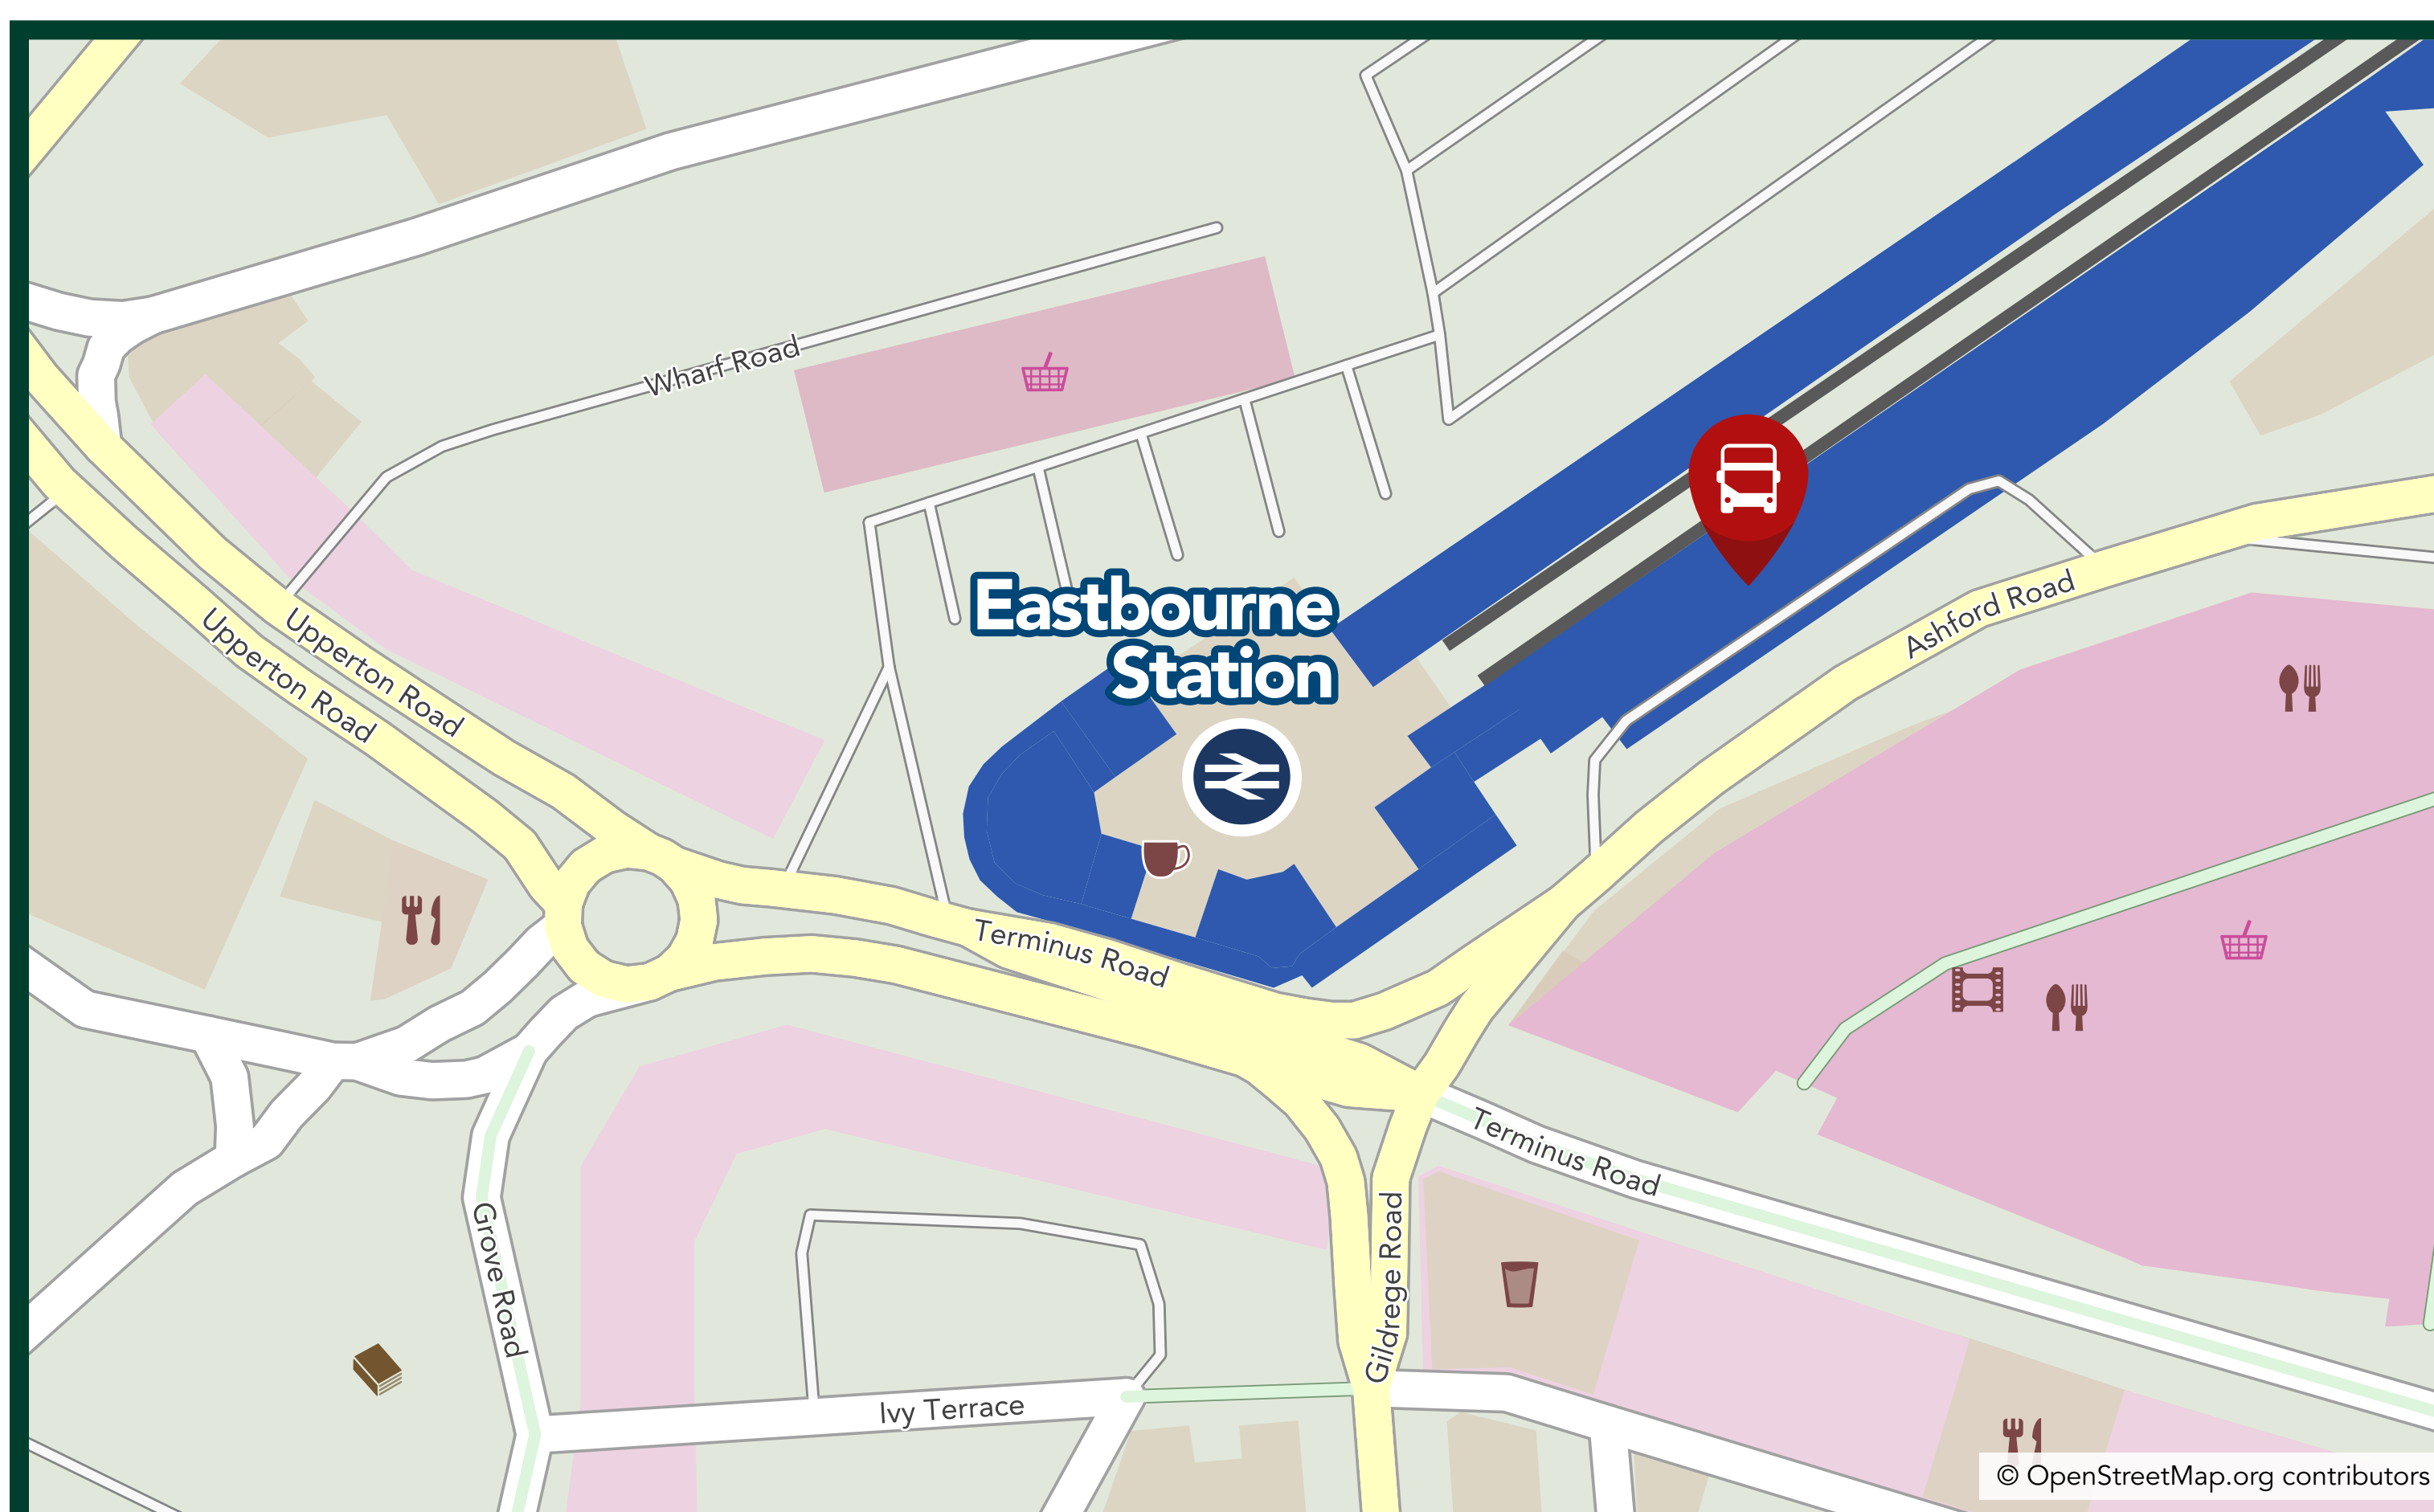 Wharf Road
Eastbourne
Station
Upperton Road
Upperton Road
Ashford Road
Terminus Road
Terminus Road
Grove Road
Gildrege Road
Ivy Terrace
© OpenStreetMap.org contributors